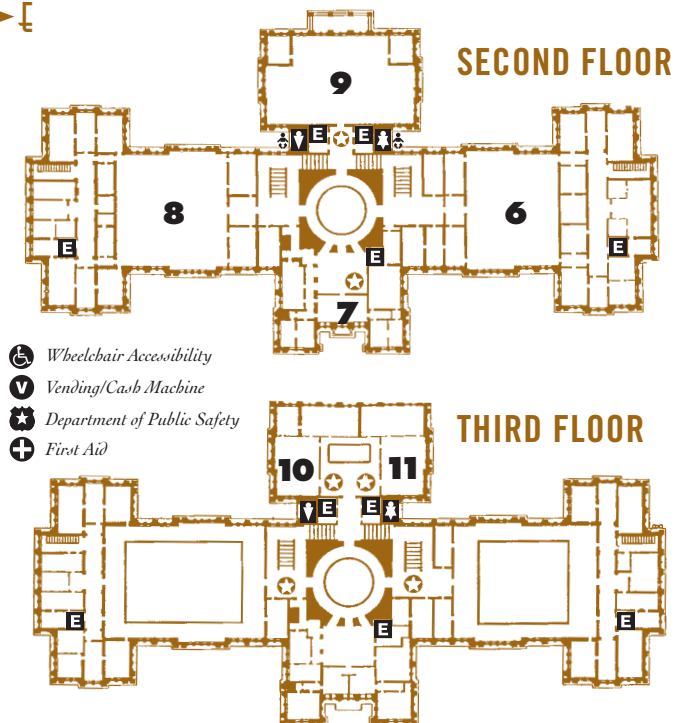 E
SECOND FLOOR
9
E E
8
6
E
E
E
7
Wheelchair Accessibility
V Vending/Cash Machine
Department of Public Safety
First Aid
THIRD FLOOR
10 11
E E
E
E
E